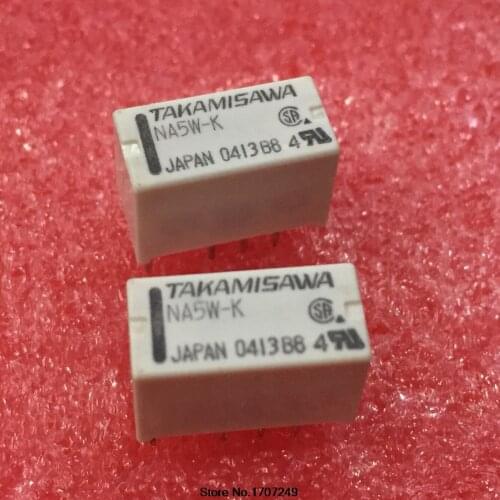 TAKAMISAWA
NA5W-K
JAPAN 0413B8 4
TAKAMISAWA
NA5W-K
JAPAN 0413B8 4
Store No.1707249